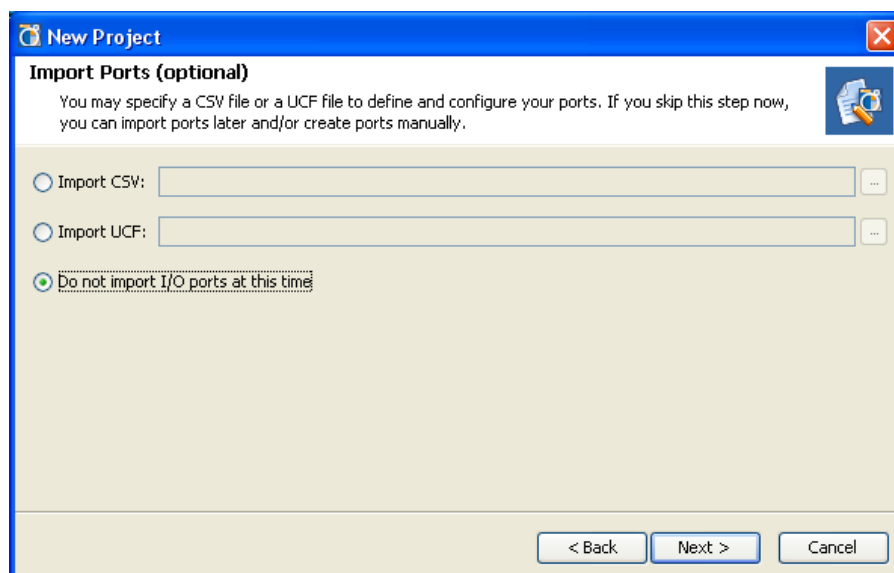 New Project
Import Ports (optional)
You may specify a CSV file or a UCF file to define and configure your ports. If you skip this step now,
you can import ports later and/or create ports manually.
Import CSV:
...
Import UCF:
...
Do not import I/O ports at this time
< Back
Next >
Cancel